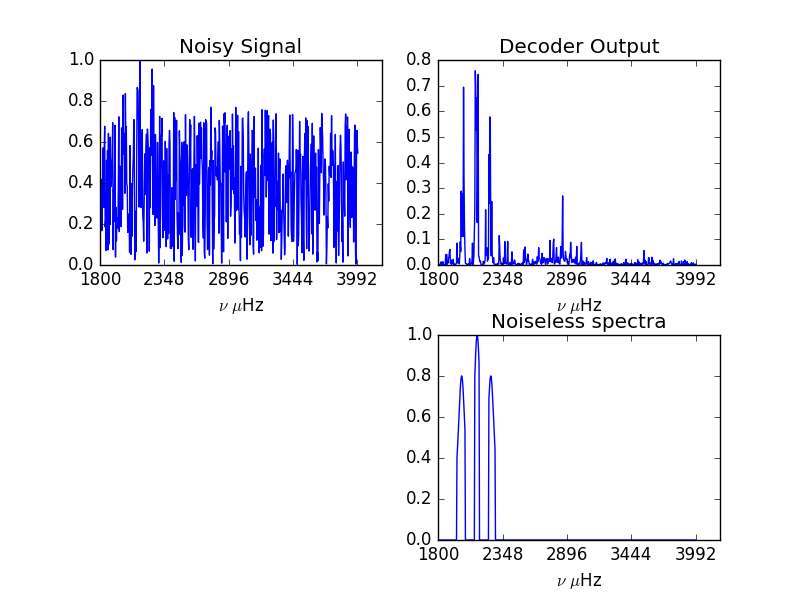 Noisy Signal
1.0
0.8
0.6
0.4
0.2
0.0
1800 2348 2896 3444 3992
ν μHz
Decoder Output
0.8
0.7
0.6
0.5
0.4
0.3
0.2
0.1
0.0
1800 2348 2896 3444 3992
ν μHz
Noiseless spectra
1.0
0.8
0.6
0.4
0.2
0.0
1800 2348 2896 3444 3992
ν μHz